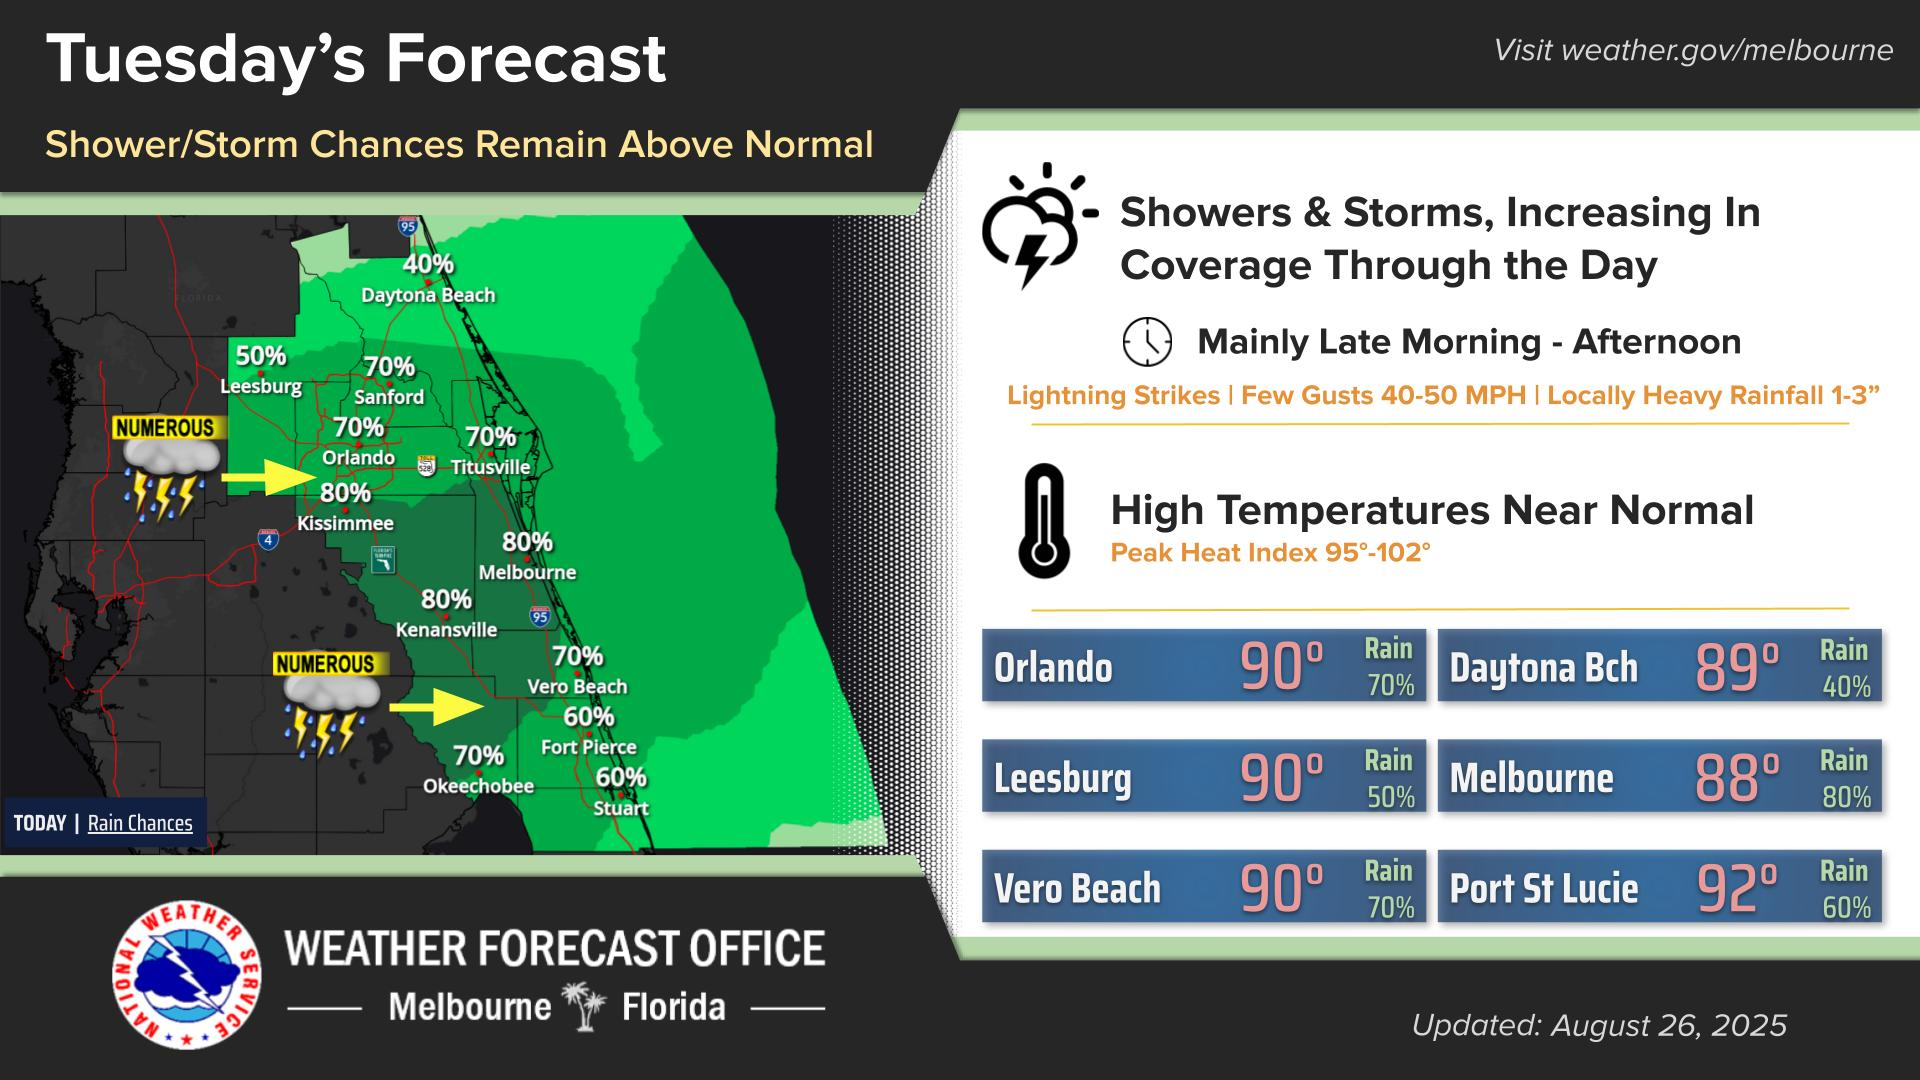 Tuesday's Forecast
Visit weather.gov/melbourne
Shower/Storm Chances Remain Above Normal
95
40%
Daytona Beach
FLORIDA
50%
Leesburg
70%
Sanford
NUMEROUS
70%
Orlando
TOLL
528
70%
Titusville
80%
Kissimmee
4
80%
Melbourne
80%
Kenansville
95
NUMEROUS
70%
Vero Beach
60%
Fort Pierce
70%
Okeechobee
60%
Stuart
TODAY | Rain Chances
Showers & Storms, Increasing In
Coverage Through the Day
Mainly Late Morning - Afternoon
Lightning Strikes | Few Gusts 40-50 MPH | Locally Heavy Rainfall 1-3”
High Temperatures Near Normal
Peak Heat Index 95°-102°
Orlando 90° Rain 70%
Daytona Bch 89° Rain 40%
Leesburg 90° Rain 50%
Melbourne 88° Rain 80%
Vero Beach 90° Rain 70%
Port St Lucie 92° Rain 60%
NATIONAL WEATHER SERVICE
WEATHER FORECAST OFFICE
Melbourne Florida
Updated: August 26, 2025